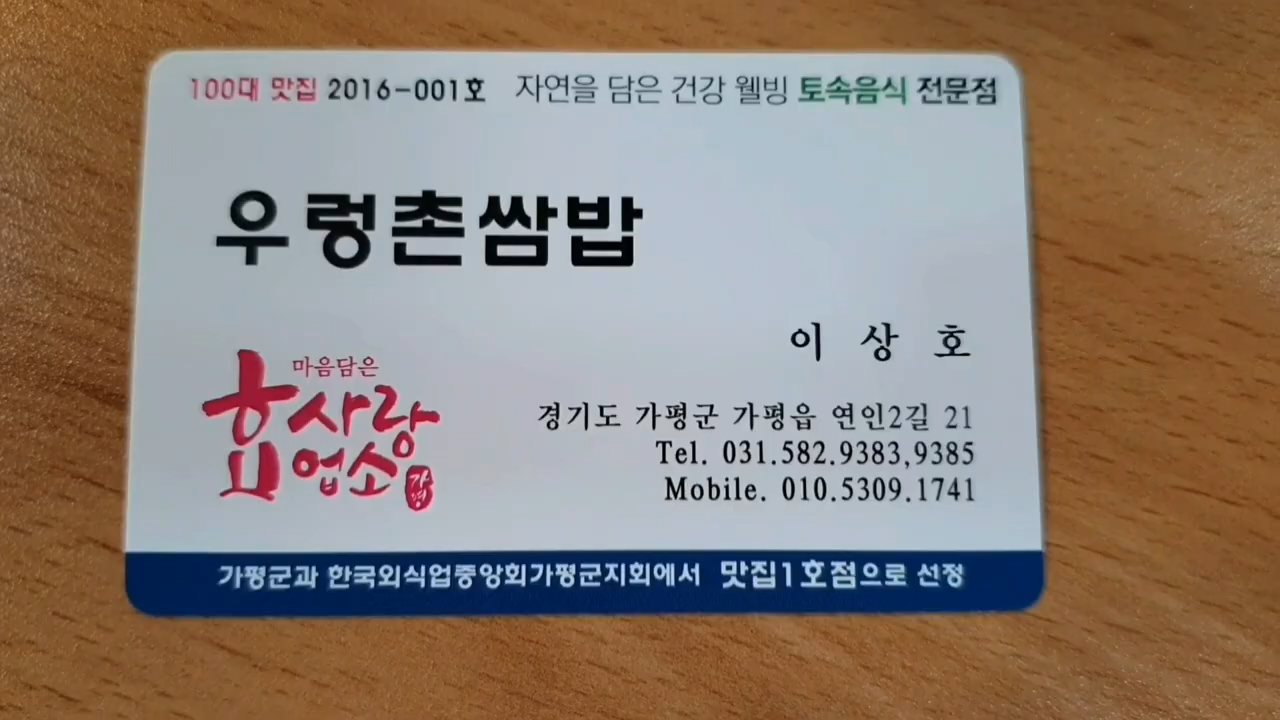 100대 맛집 2016-001호 자연을 담은 건강 웰빙 토속음식 전문점
우렁촌쌈밥
이 상 호
마음담은
효사랑
업소
가평
경기도 가평군 가평읍 연인2길 21
Tel. 031.582.9383,9385
Mobile. 010.5309.1741
가평군과 한국외식업중앙회가평군지회에서 맛집1호점으로 선정